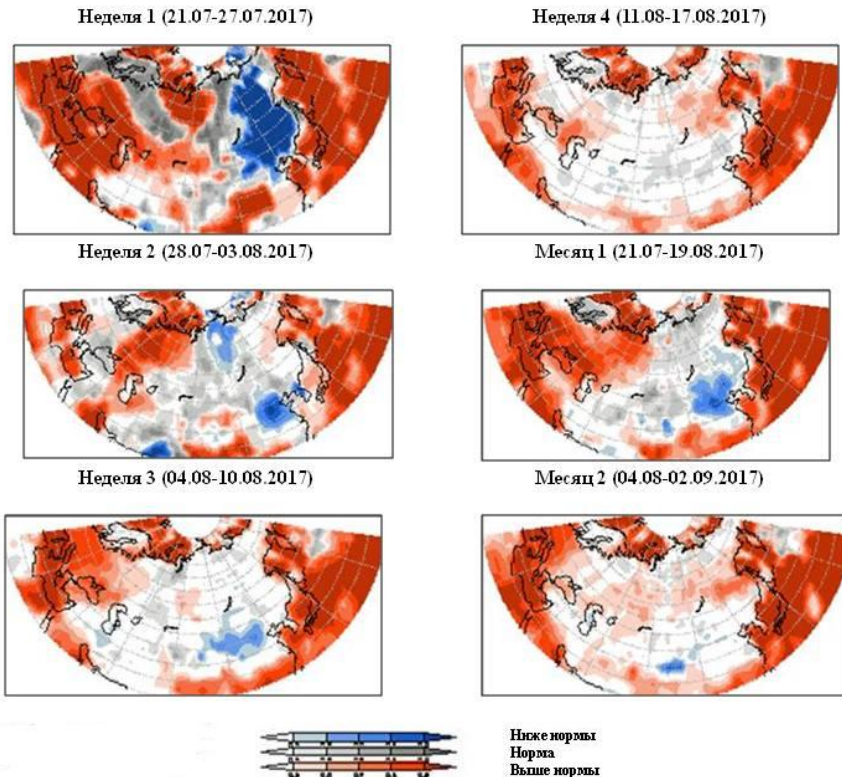 Неделя 1 (21.07-27.07.2017)
Неделя 4 (11.08-17.08.2017)
Неделя 2 (28.07-03.08.2017)
Месяц 1 (21.07-19.08.2017)
Неделя 3 (04.08-10.08.2017)
Месяц 2 (04.08-02.09.2017)
Ниже нормы
Норма
Выше нормы